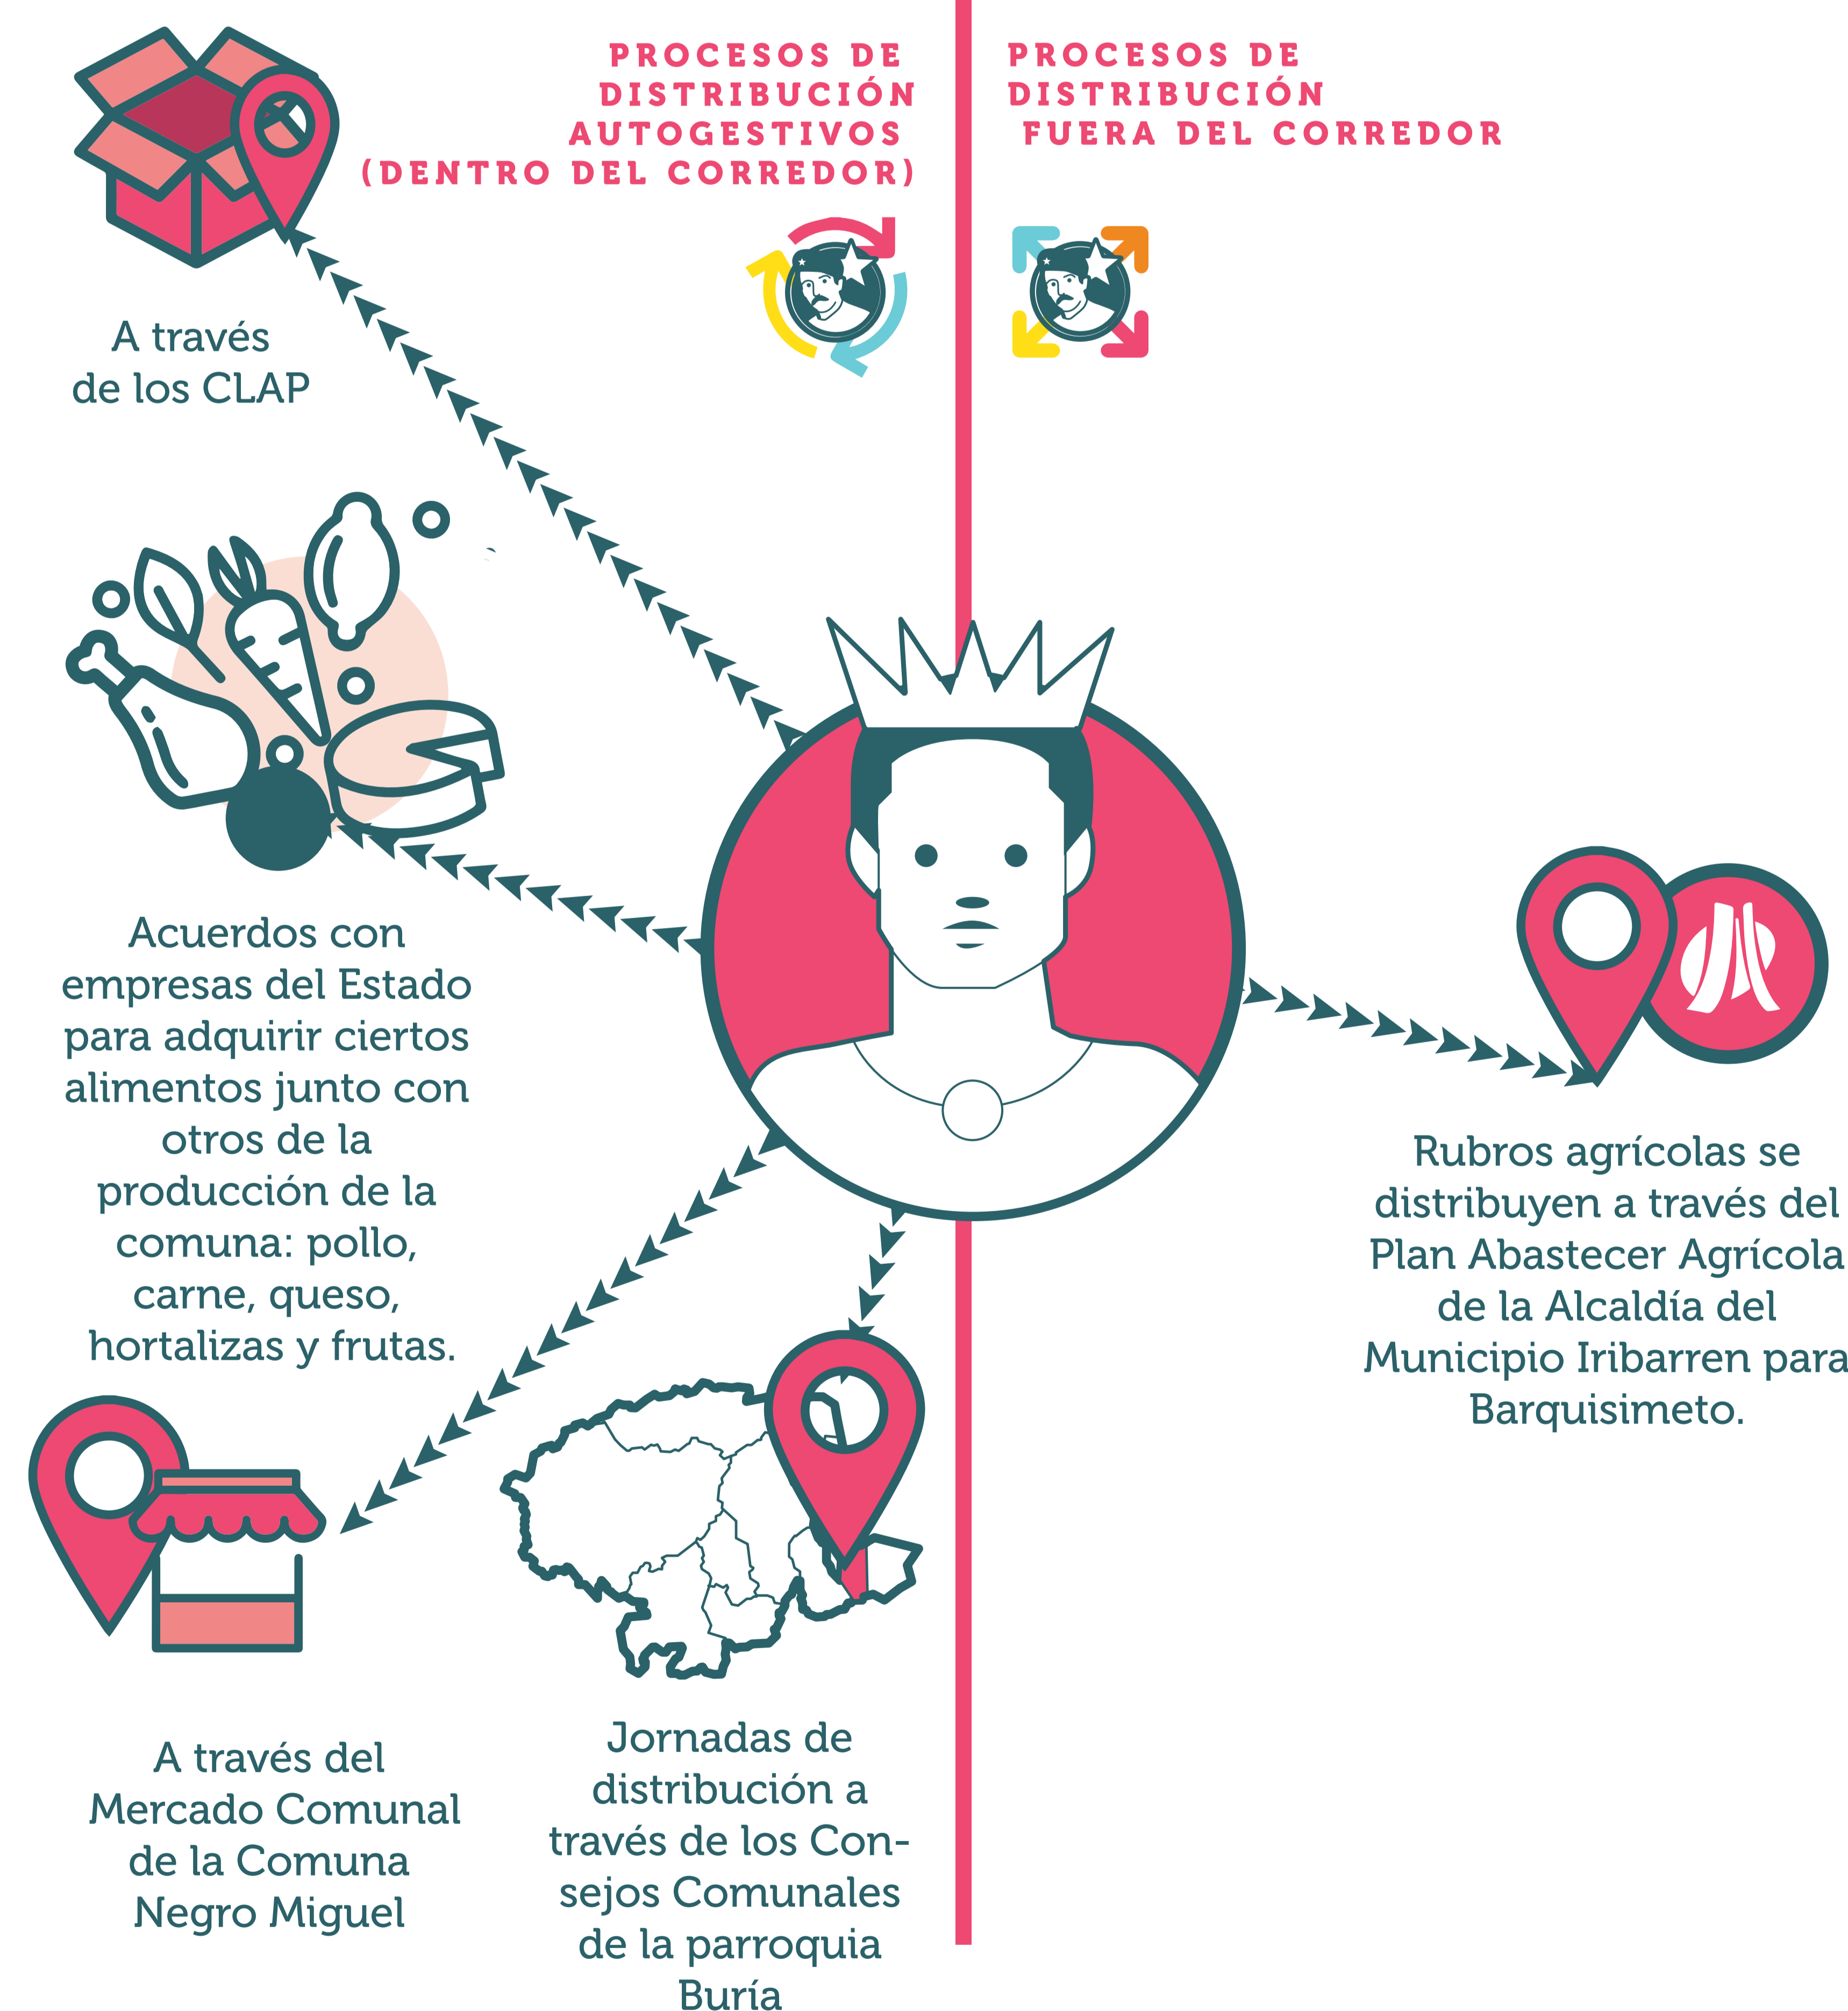 PROCESOS DE
DISTRIBUCIÓN
AUTOGESTIVOS
(DENTRO DEL CORREDOR)
PROCESOS DE
DISTRIBUCIÓN
FUERA DEL CORREDOR
A través
de los CLAP
Acuerdos con
empresas del Estado
para adquirir ciertos
alimentos junto con
otros de la
producción de la
comuna: pollo,
carne, queso,
hortalizas y frutas.
Rubros agrícolas se
distribuyen a través del
Plan Abastecer Agrícola
de la Alcaldía del
Municipio Iribarren para
Barquisimeto.
A través del
Mercado Comunal
de la Comuna
Negro Miguel
Jornadas de
distribución a
través de los Con-
sejos Comunales
de la parroquia
Buría